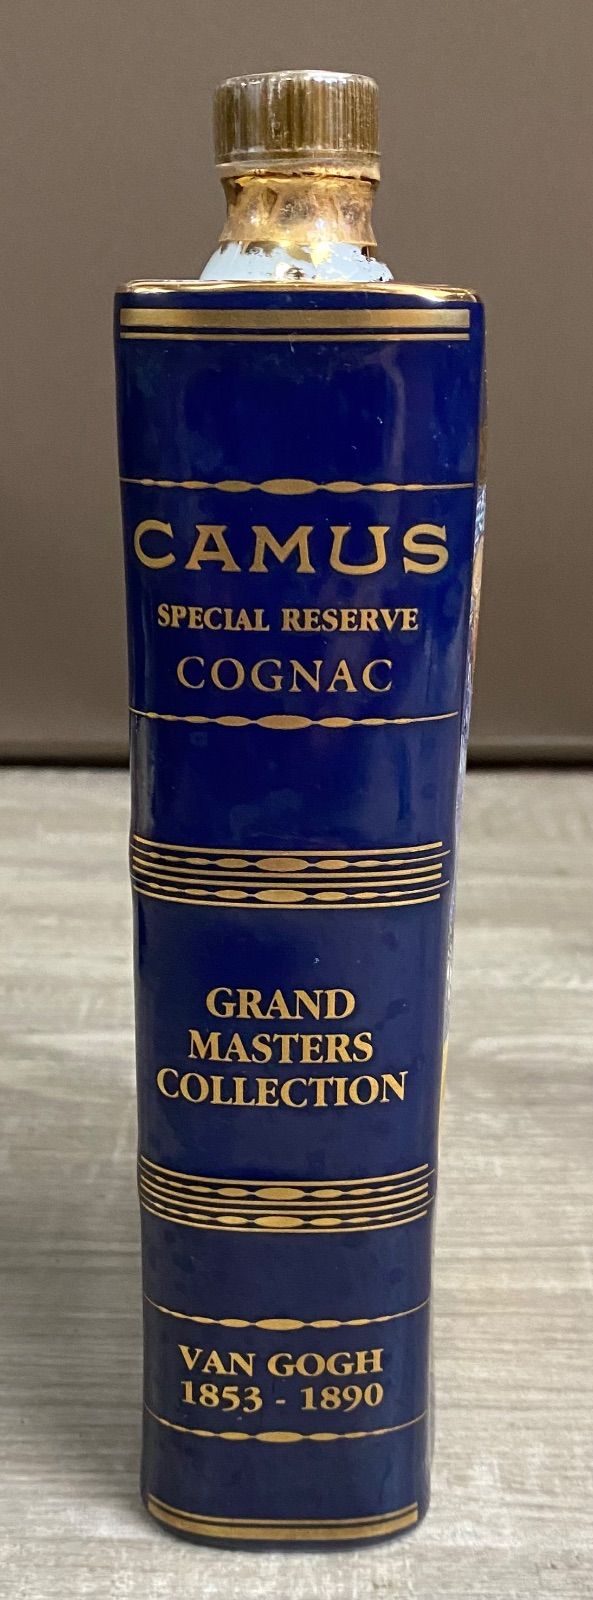 CAMUS
SPECIAL RESERVE
COGNAC
GRAND
MASTERS
COLLECTION
VAN GOGH
1853 - 1890